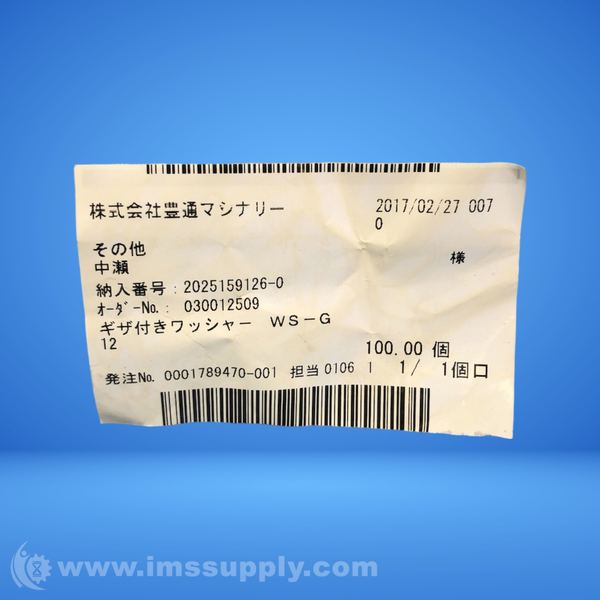 株式会社豊通マシナリー 2017/02/27 007
0
その他 様
中瀬
納入番号：2025159126-0
ｵｰﾀﾞｰNo.： 030012509
ギザ付きワッシャー WS－G
12
100.00 個
発注No. 0001789470-001 担当 0106 | 1/ 1個口
www.imssupply.com